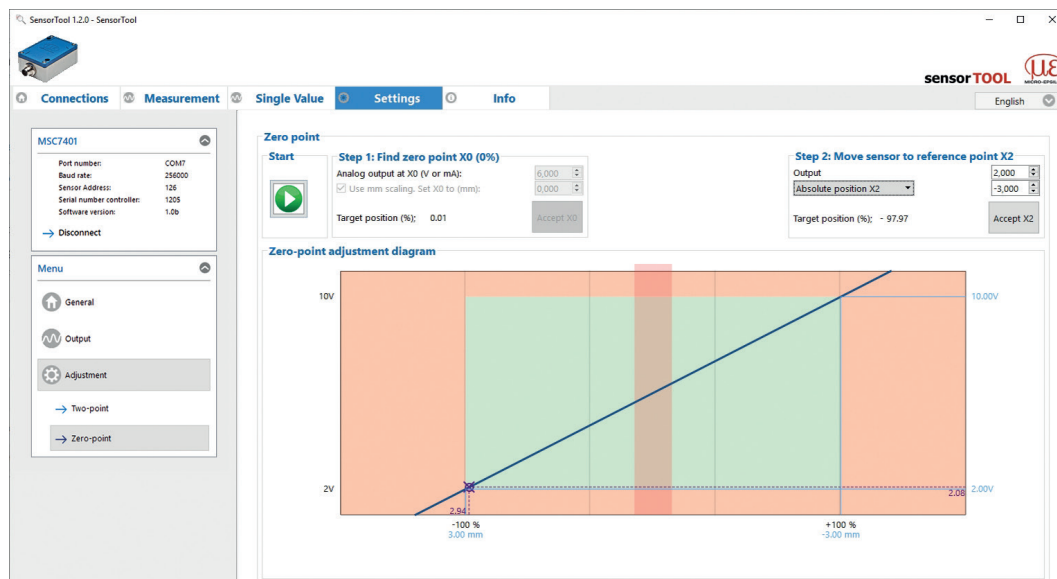 SensorTool 1.2.0 - SensorTool
sensorTOOL
με
Connections
Measurement
Single Value
Settings
Info
English
MSC7401
Port number: COM7
Baud rate: 256000
Sensor Address: 126
Serial number controller: 1205
Software version: 1.0b
Disconnect
Menu
General
Output
Adjustment
Two-point
Zero-point
Zero point
Start
Step 1: Find zero point X0 (0%)
Analog output at X0 (V or mA): 6,000
Use mm scaling. Set X0 to (mm): 0,000
Target position (%): 0.01
Accept X0
Step 2: Move sensor to reference point X2
Output 2,000
Absolute position X2 -3,000
Target position (%): - 97.97
Accept X2
Zero-point adjustment diagram
10V
10.00V
2V
2.00V
2.08
2.94
-100 %
+100 %
3.00 mm
-3.00 mm